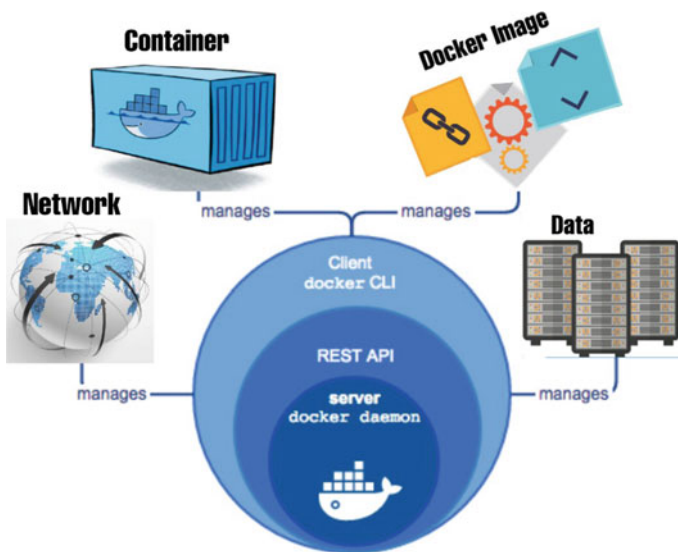 Container
Docker Image
manages
manages
Network
Data
Client
docker CLI
REST API
manages
server
docker daemon
manages